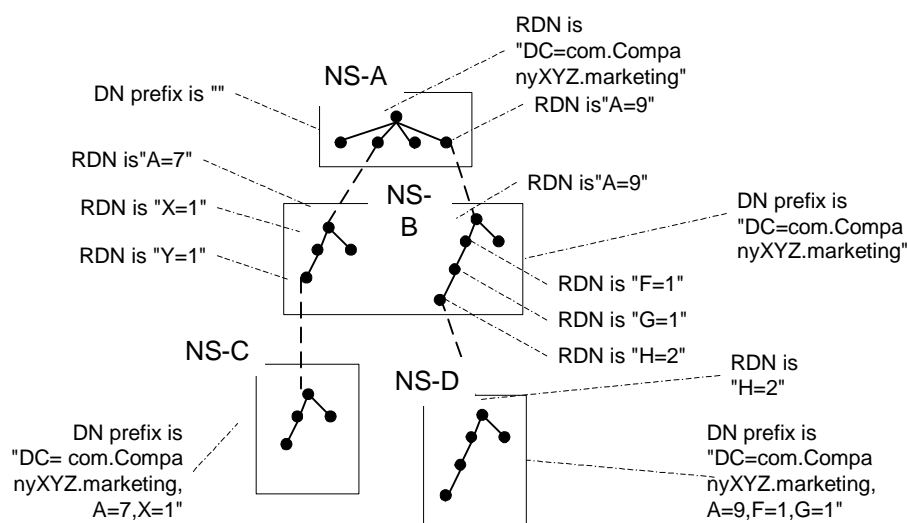 RDN is
"DC=com.Compa
nyXYZ.marketing"
NS-A
DN prefix is ""
RDN is"A=9"
RDN is"A=7"
NS-
B
RDN is"A=9"
RDN is "X=1"
DN prefix is
"DC=com.Compa
nyXYZ.marketing"
RDN is "Y=1"
RDN is "F=1"
RDN is "G=1"
RDN is "H=2"
NS-C
NS-D
RDN is
"H=2"
DN prefix is
"DC= com.Compa
nyXYZ.marketing,
A=7,X=1"
DN prefix is
"DC=com.Compa
nyXYZ.marketing,
A=9,F=1,G=1"